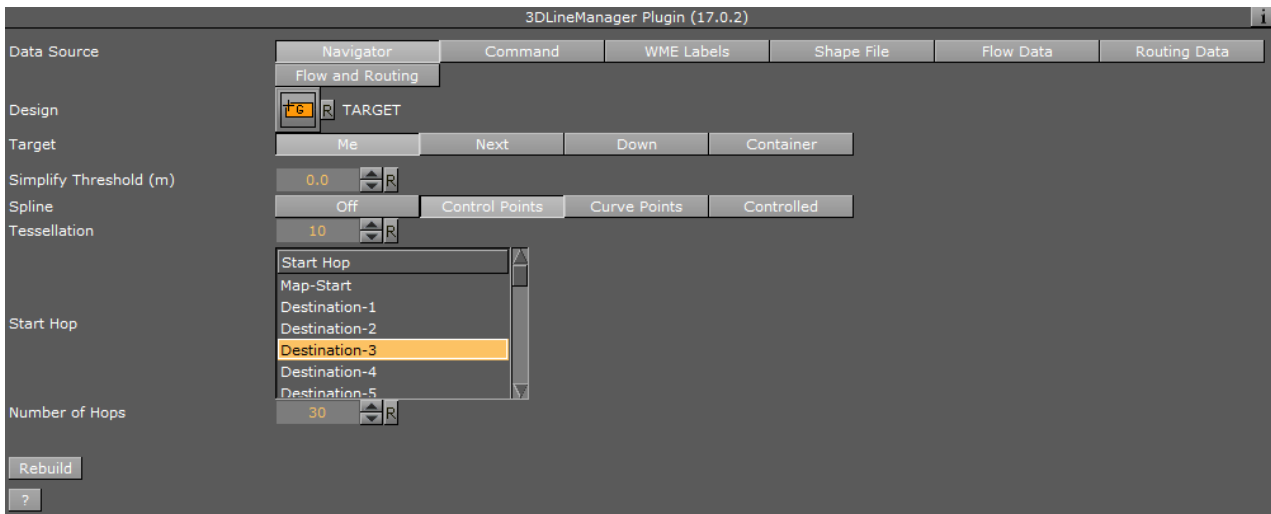 3DLineManager Plugin (17.0.2) i
Data Source Navigator Command WME Labels Shape File Flow Data Routing Data
Flow and Routing
Design G R TARGET
Target Me Next Down Container
Simplify Threshold (m) 0.0 R
Spline Off Control Points Curve Points Controlled
Tessellation 10 R
Start Hop
Map-Start
Destination-1
Destination-2
Start Hop
Destination-3
Destination-4
Destination-5
Number of Hops 30 R
Rebuild
?